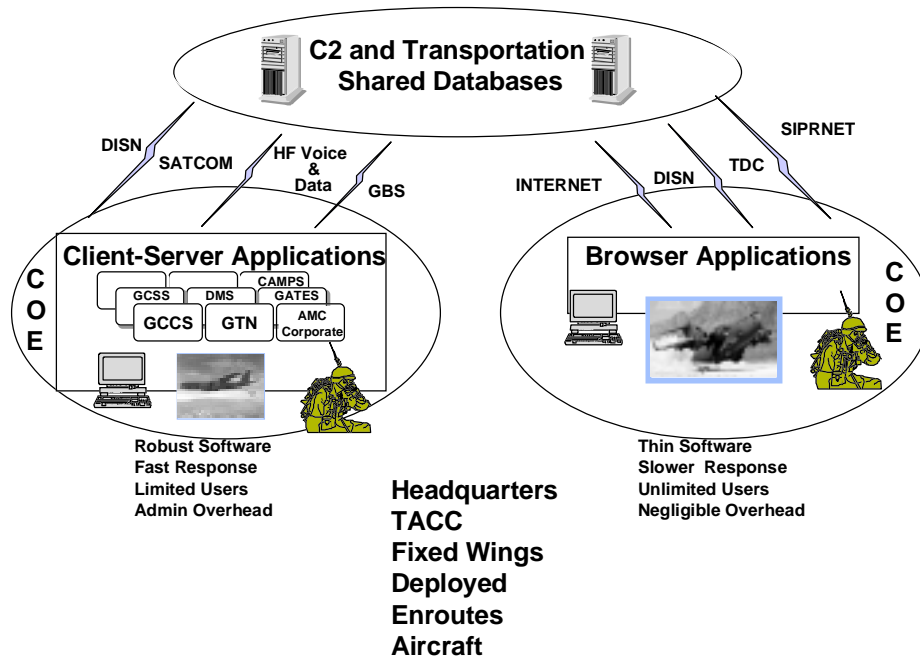 C2 and Transportation
Shared Databases
DISN
SATCOM
HF Voice
&
Data
GBS
INTERNET
DISN
TDC
SIPRNET
C
O
E
Client-Server Applications
CAMPS
GCSS
DMS
GATES
GCCS
GTN
AMC
Corporate
Browser Applications
C
O
E
Robust Software
Fast Response
Limited Users
Admin Overhead
Thin Software
Slower Response
Unlimited Users
Negligible Overhead
Headquarters
TACC
Fixed Wings
Deployed
Enroutes
Aircraft